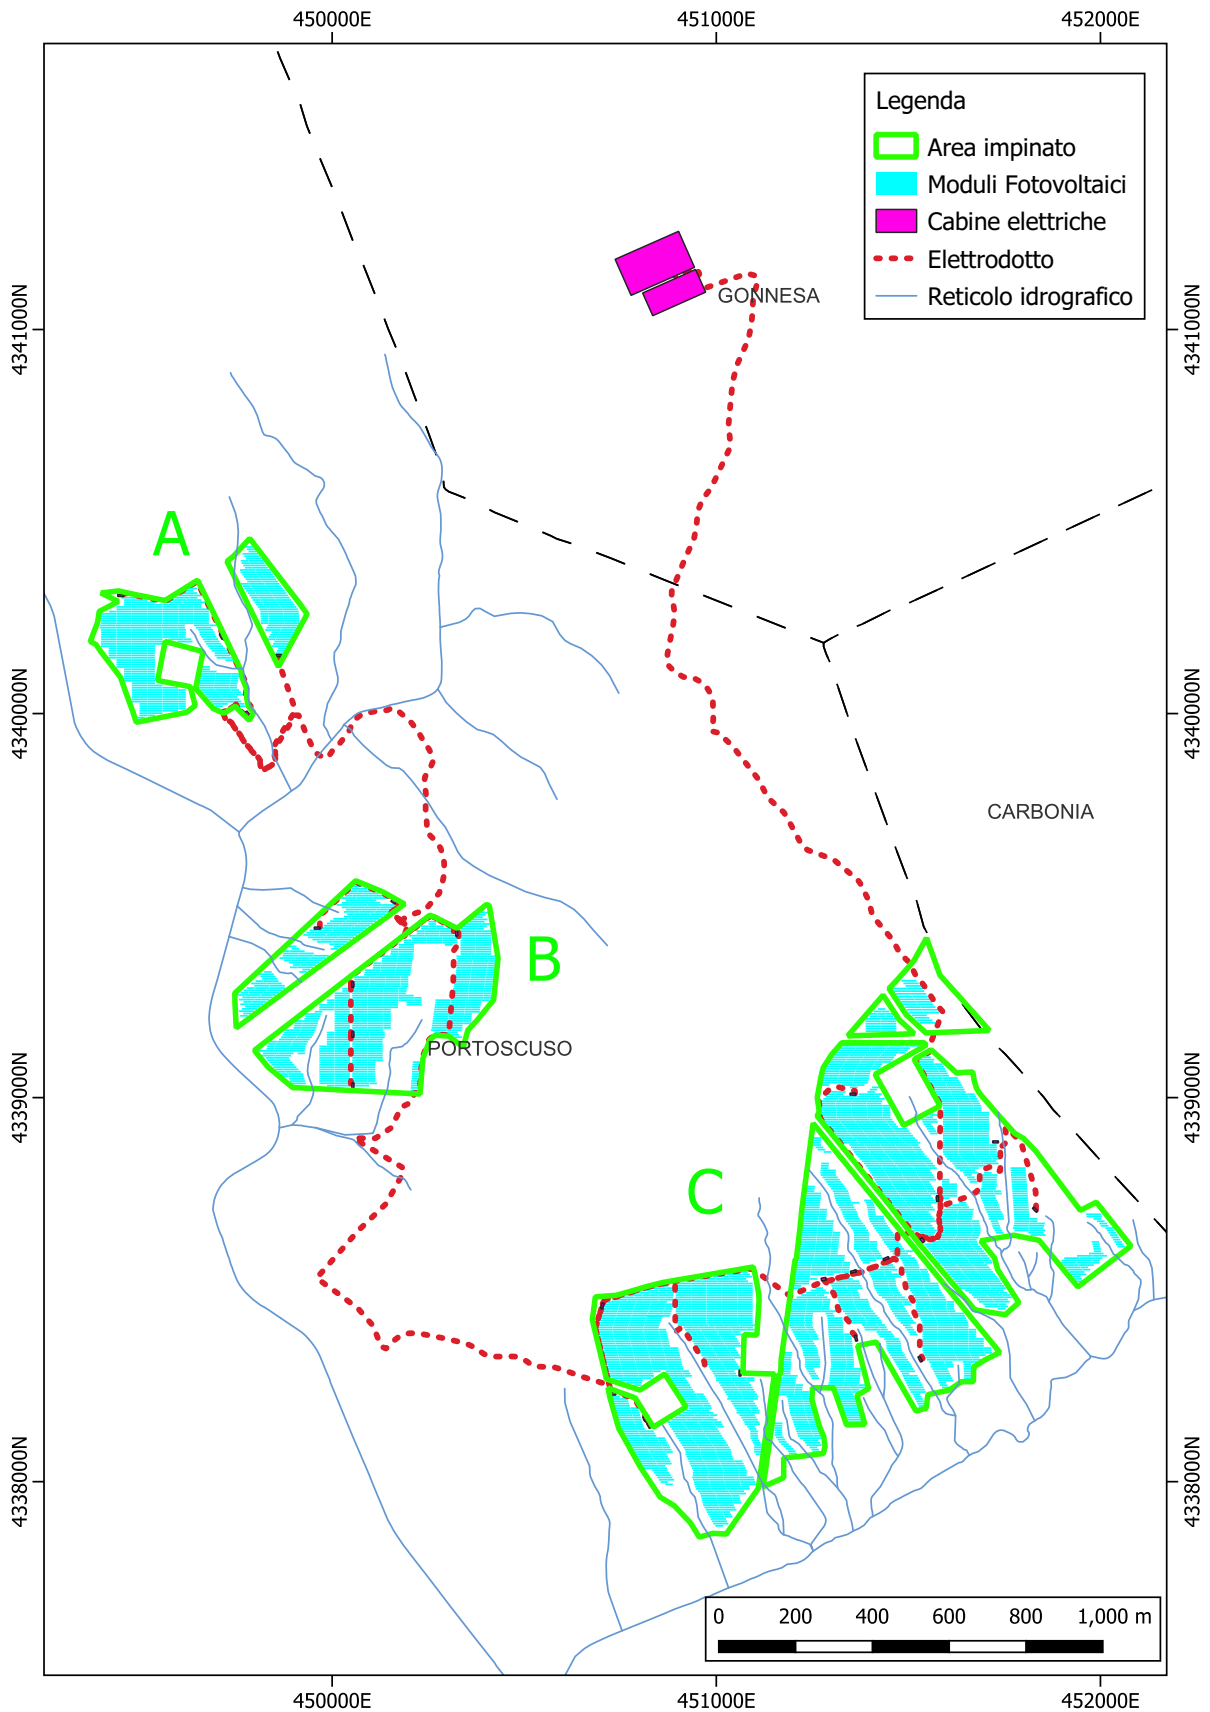 450000E
451000E
452000E
Legenda
Area impinato
Moduli Fotovoltaici
Cabine elettriche
Elettrodotto
Reticolo idrografico
GONNESA
4341000N
4341000N
A
4340000N
4340000N
CARBONIA
B
PORTOSCUSO
4339000N
4339000N
C
4338000N
4338000N
0 200 400 600 800 1,000 m
450000E
451000E
452000E